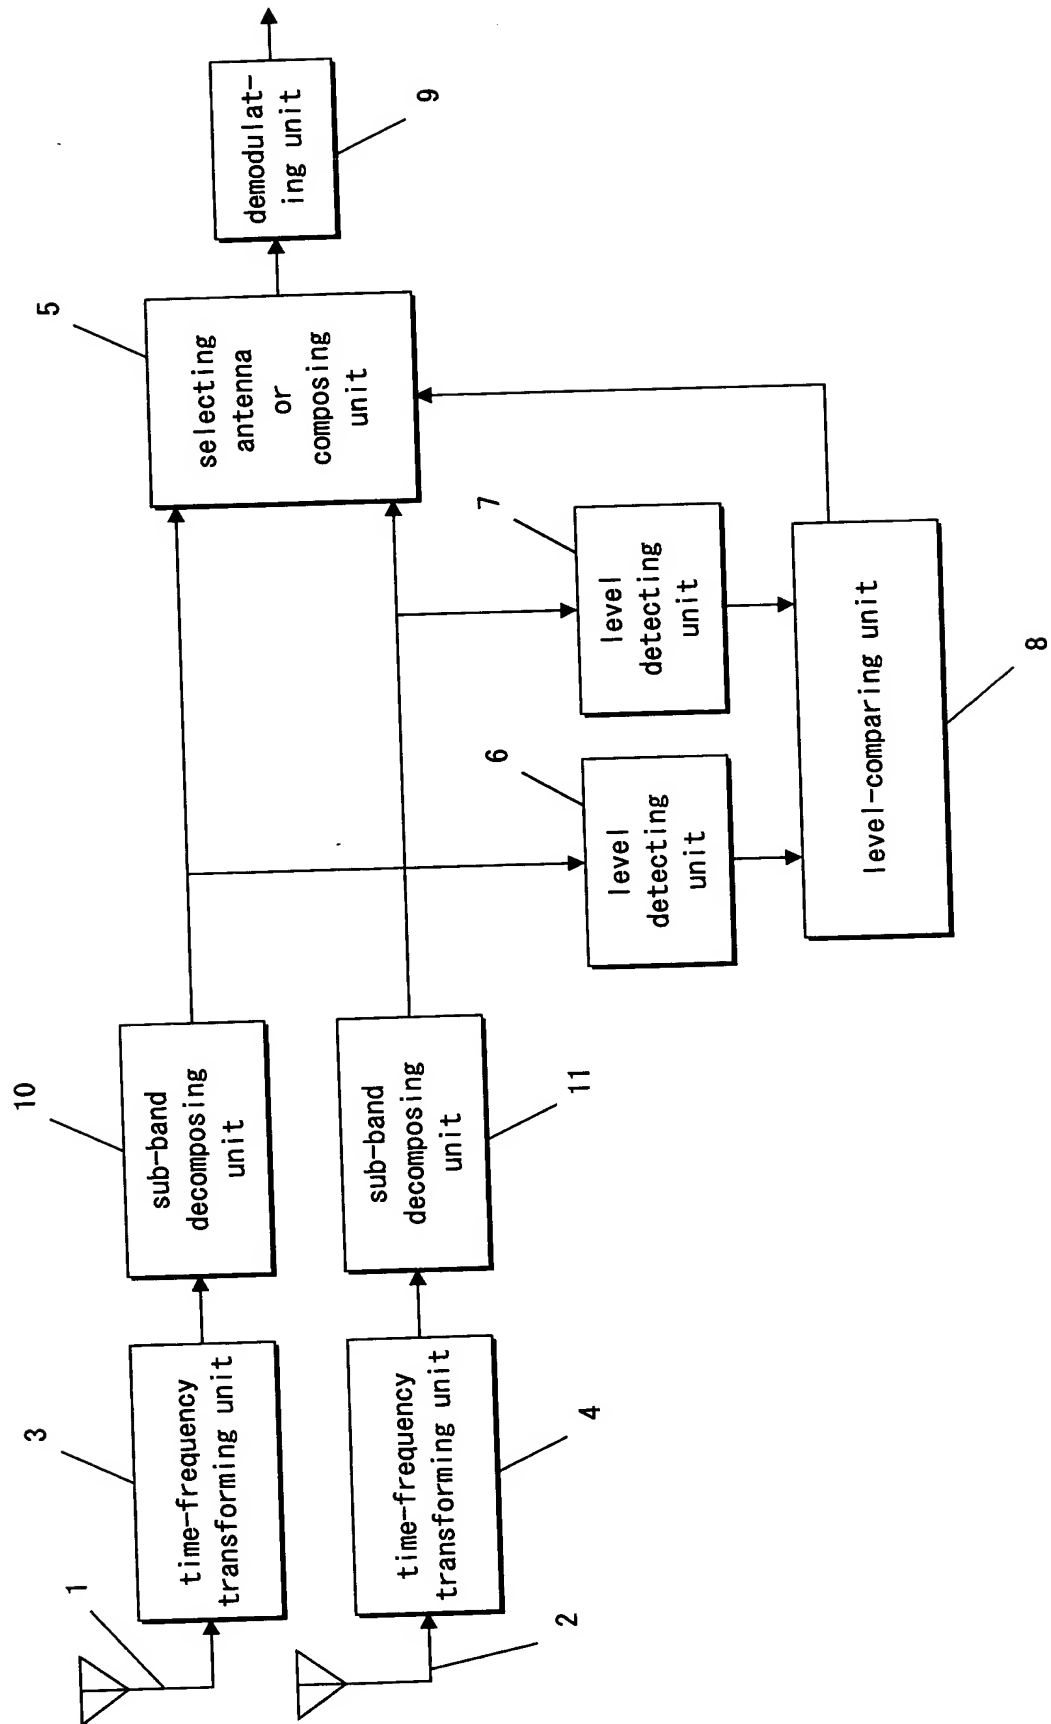 1
3
time-frequency
transforming unit
10
sub-band
decomposing
unit
5
selecting
antenna
or
composing
unit
demodulat-
ing unit
9
2
time-frequency
transforming unit
4
sub-band
decomposing
unit
11
6
level
detecting
unit
7
level
detecting
unit
level-comparing unit
8